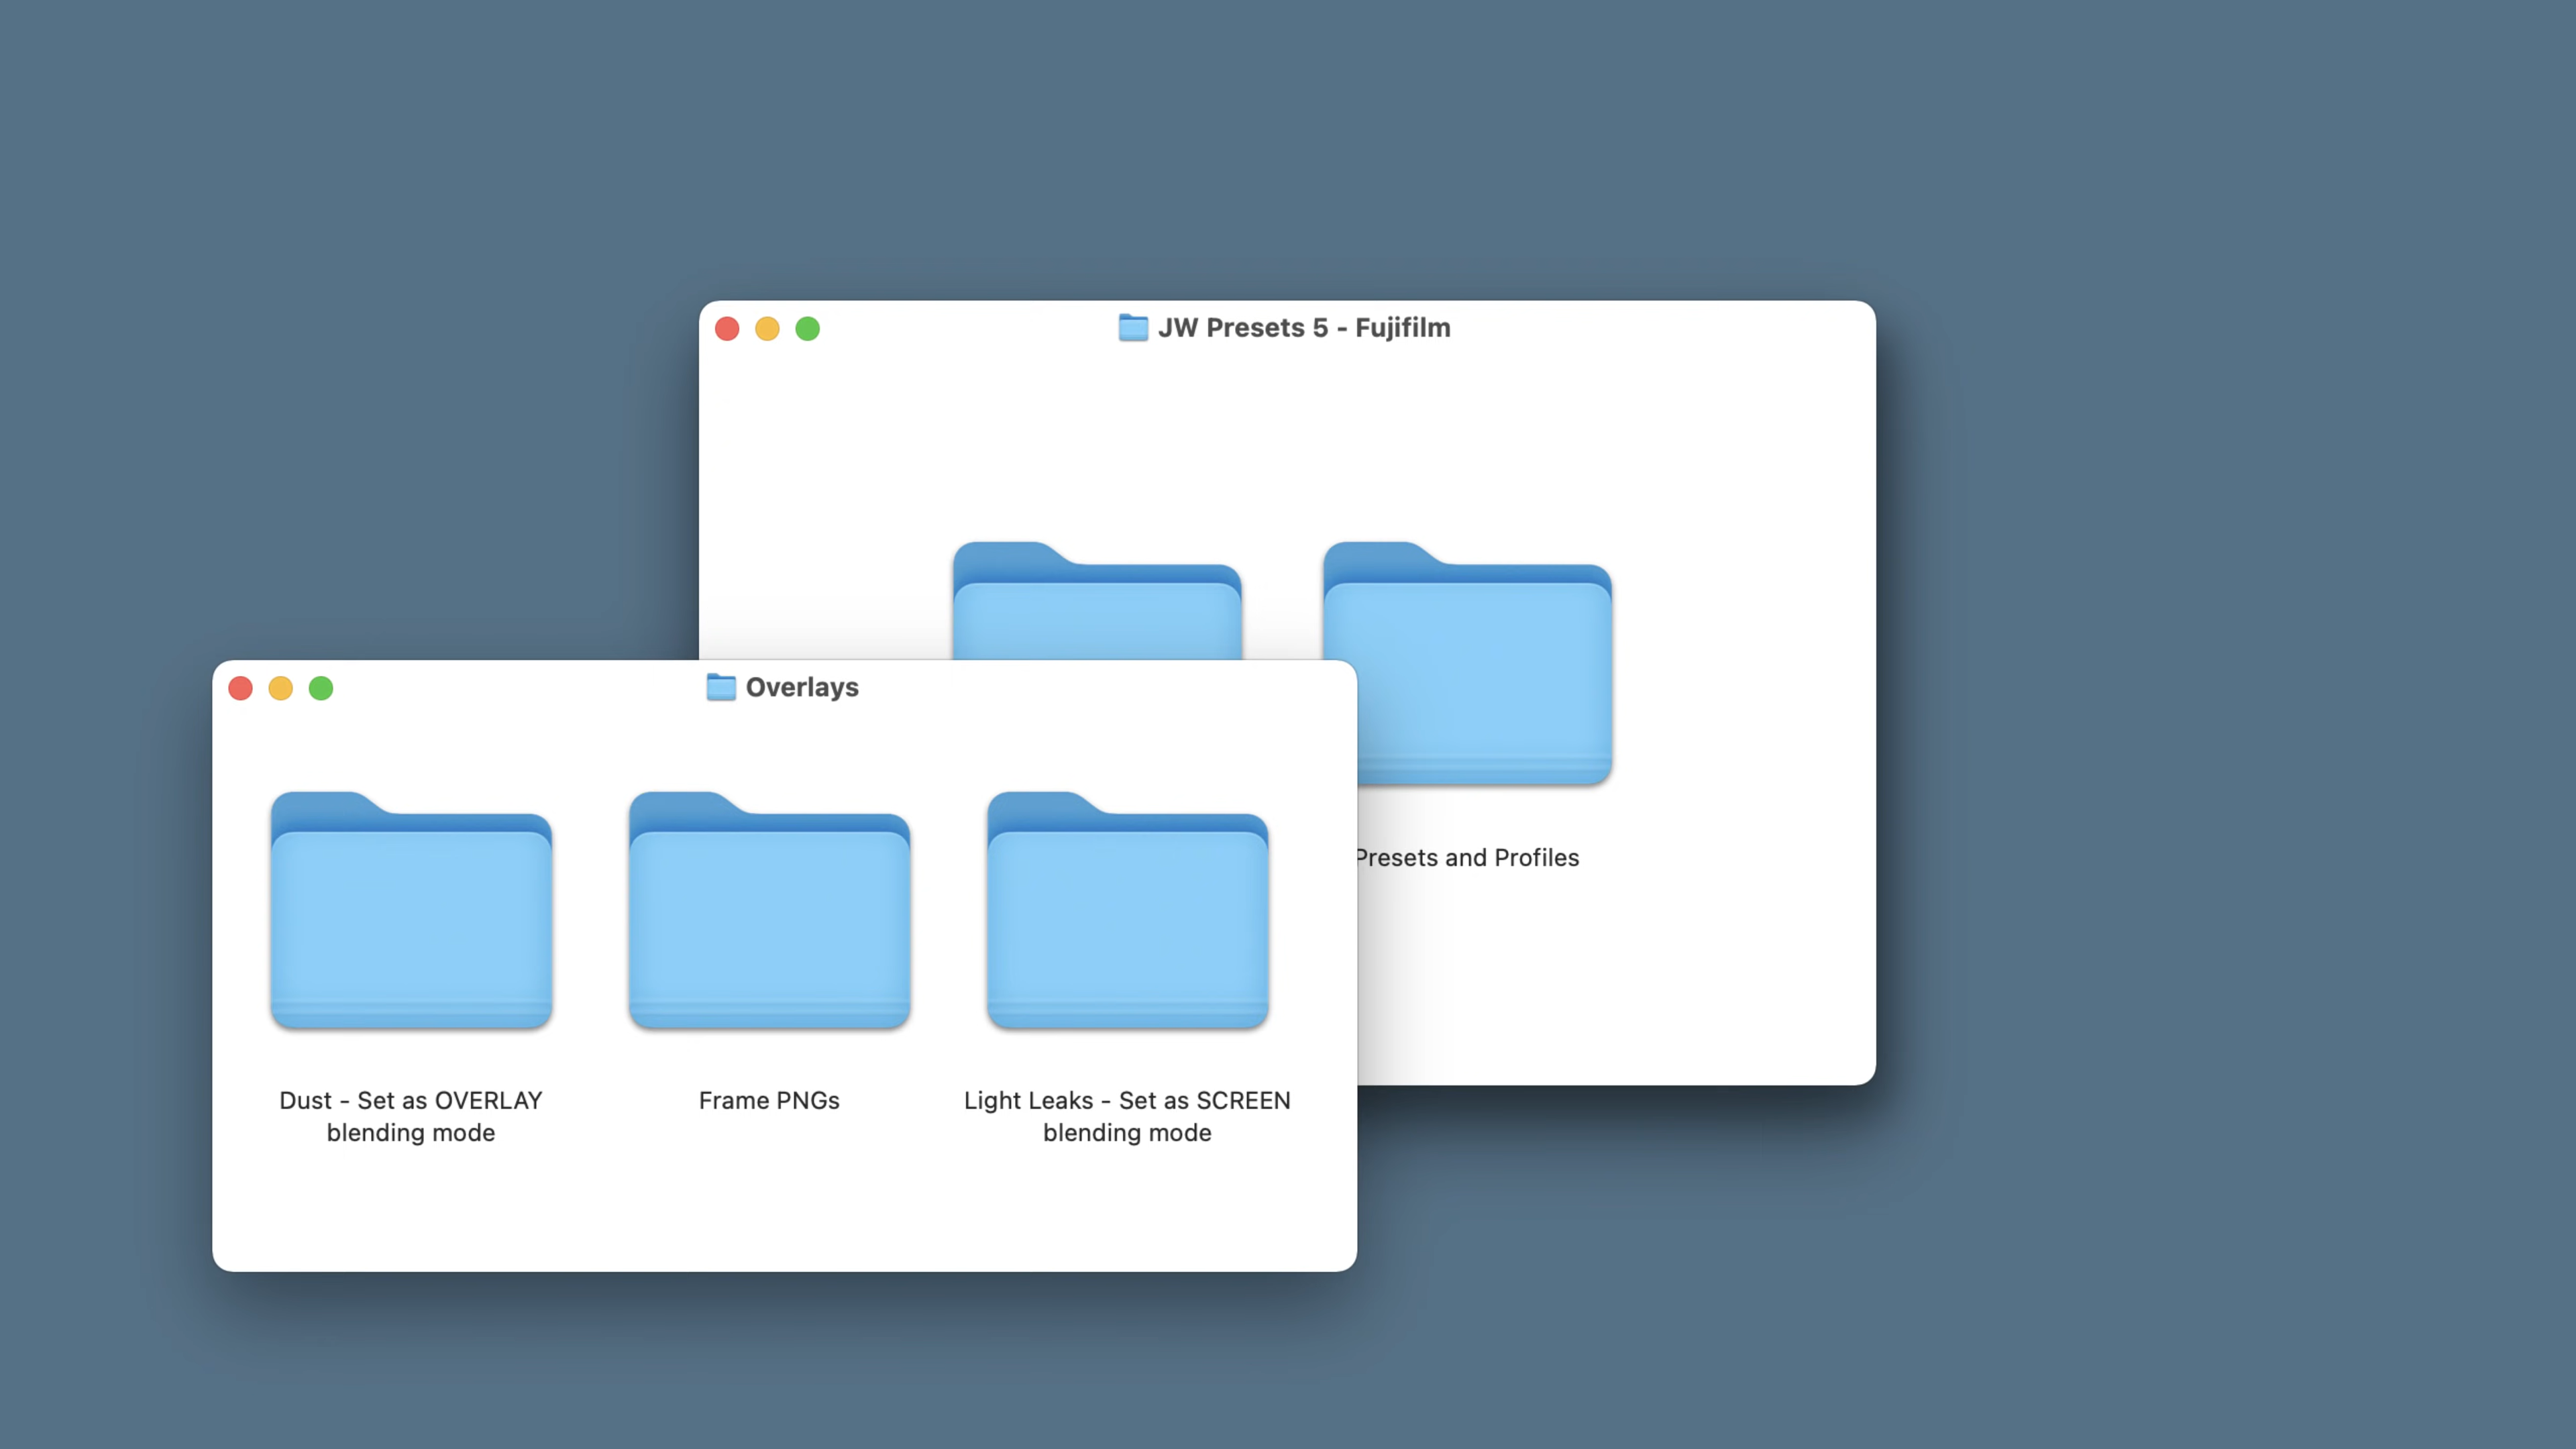 JW Presets 5 - Fujifilm
Overlays
Presets and Profiles
Dust - Set as OVERLAY
blending mode
Frame PNGs
Light Leaks - Set as SCREEN
blending mode